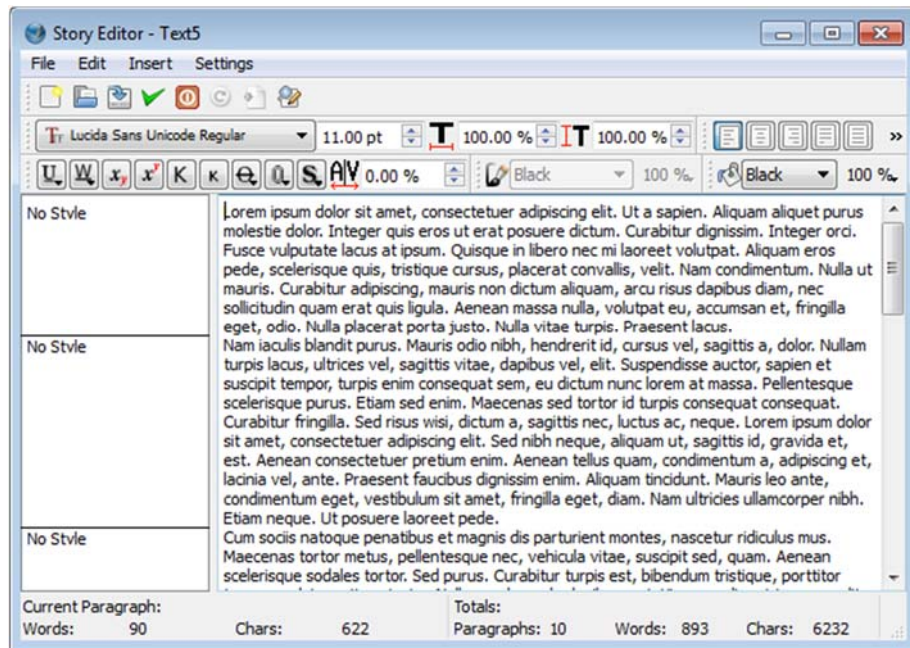 Story Editor - Text5
File Edit Insert Settings
Lucida Sans Unicode Regular 11.00 pt 100.00 % 100.00 % »
U W x y x y K K Q S A|V 0.00 % Black 100 % Black 100 %
No Style
Lorem ipsum dolor sit amet, consectetuer adipiscing elit. Ut a sapien. Aliquam aliquet purus
molestie dolor. Integer quis eros ut erat posuere dictum. Curabitur dignissim. Integer orci.
Fusce vulputate lacus at ipsum. Quisque in libero nec mi laoreet volutpat. Aliquam eros
pede, scelerisque quis, tristique cursus, placerat convallis, velit. Nam condimentum. Nulla ut
mauris. Curabitur adipiscing, mauris non dictum aliquam, arcu risus dapibus diam, nec
sollicitudin quam erat quis ligula. Aenean massa nulla, volutpat eu, accumsan et, fringilla
eget, odio. Nulla placerat porta justo. Nulla vitae turpis. Praesent lacus.
No Style
Nam iaculis blandit purus. Mauris odio nibh, hendrerit id, cursus vel, sagittis a, dolor. Nullam
turpis lacus, ultrices vel, sagittis vitae, dapibus vel, elit. Suspendisse auctor, sapien et
suscipit tempor, turpis enim consequat sem, eu dictum nunc lorem at massa. Pellentesque
scelerisque purus. Etiam sed enim. Maecenas sed tortor id turpis consequat consequat.
Curabitur fringilla. Sed risus wisi, dictum a, sagittis nec, luctus ac, neque. Lorem ipsum dolor
sit amet, consectetuer adipiscing elit. Sed nibh neque, aliquam ut, sagittis id, gravida et,
est. Aenean consectetuer pretium enim. Aenean tellus quam, condimentum a, adipiscing et,
lacinia vel, ante. Praesent faucibus dignissim enim. Aliquam tincidunt. Mauris leo ante,
condimentum eget, vestibulum sit amet, fringilla eget, diam. Nam ultricies ullamcorper nibh.
Etiam neque. Ut posuere laoreet pede.
No Style
Cum sociis natoque penatibus et magnis dis parturient montes, nascetur ridiculus mus.
Maecenas tortor metus, pellentesque nec, vehicula vitae, suscipit sed, quam. Aenean
scelerisque sodales tortor. Sed purus. Curabitur turpis est, bibendum tristique, porttitor
Current Paragraph: Totals:
Words: 90 Chars: 622 Paragraphs: 10 Words: 893 Chars: 6232